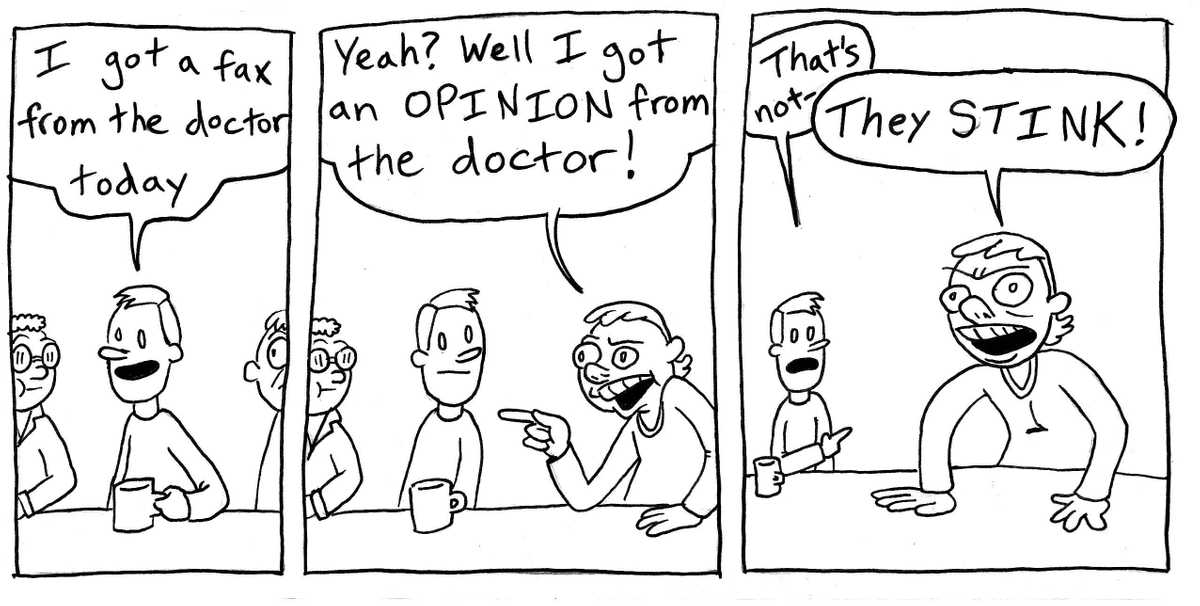 I got a fax
from the doctor
today
Yeah? Well I got
an OPINION from
the doctor!
That's
not-
They STINK!